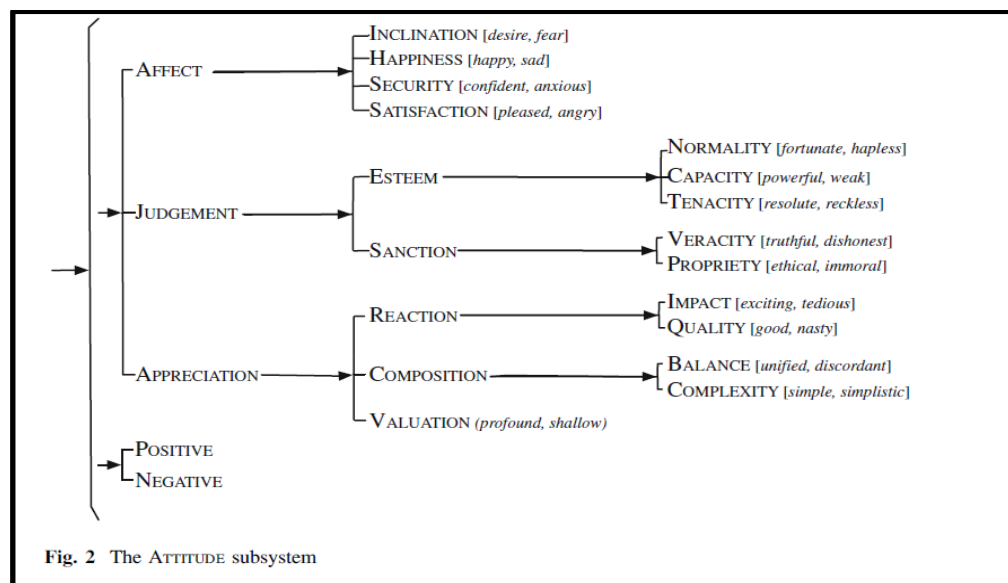 INCLINATION [desire, fear]
HAPPINESS [happy, sad]
AFFECT
SECURITY [confident, anxious]
SATISFACTION [pleased, angry]
NORMALITY [fortunate, hapless]
ESTEEM
CAPACITY [powerful, weak]
TENACITY [resolute, reckless]
JUDGEMENT
VERACITY [truthful, dishonest]
SANCTION
PROPRIETY [ethical, immoral]
IMPACT [exciting, tedious]
REACTION
QUALITY [good, nasty]
BALANCE [unified, discordant]
APPRECIATION
COMPOSITION
COMPLEXITY [simple, simplistic]
VALUATION (profound, shallow)
POSITIVE
NEGATIVE
Fig. 2 The ATTITUDE subsystem